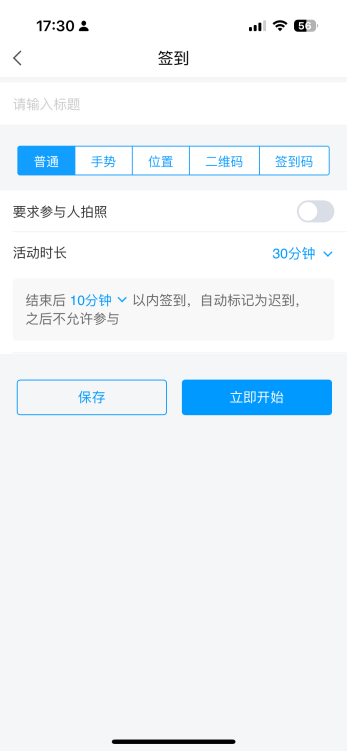 17:30
56
签到
请输入标题
普通 手势 位置 二维码 签到码
要求参与人拍照
活动时长 30分钟
结束后 10分钟 以内签到，自动标记为迟到，
之后不允许参与
保存 立即开始